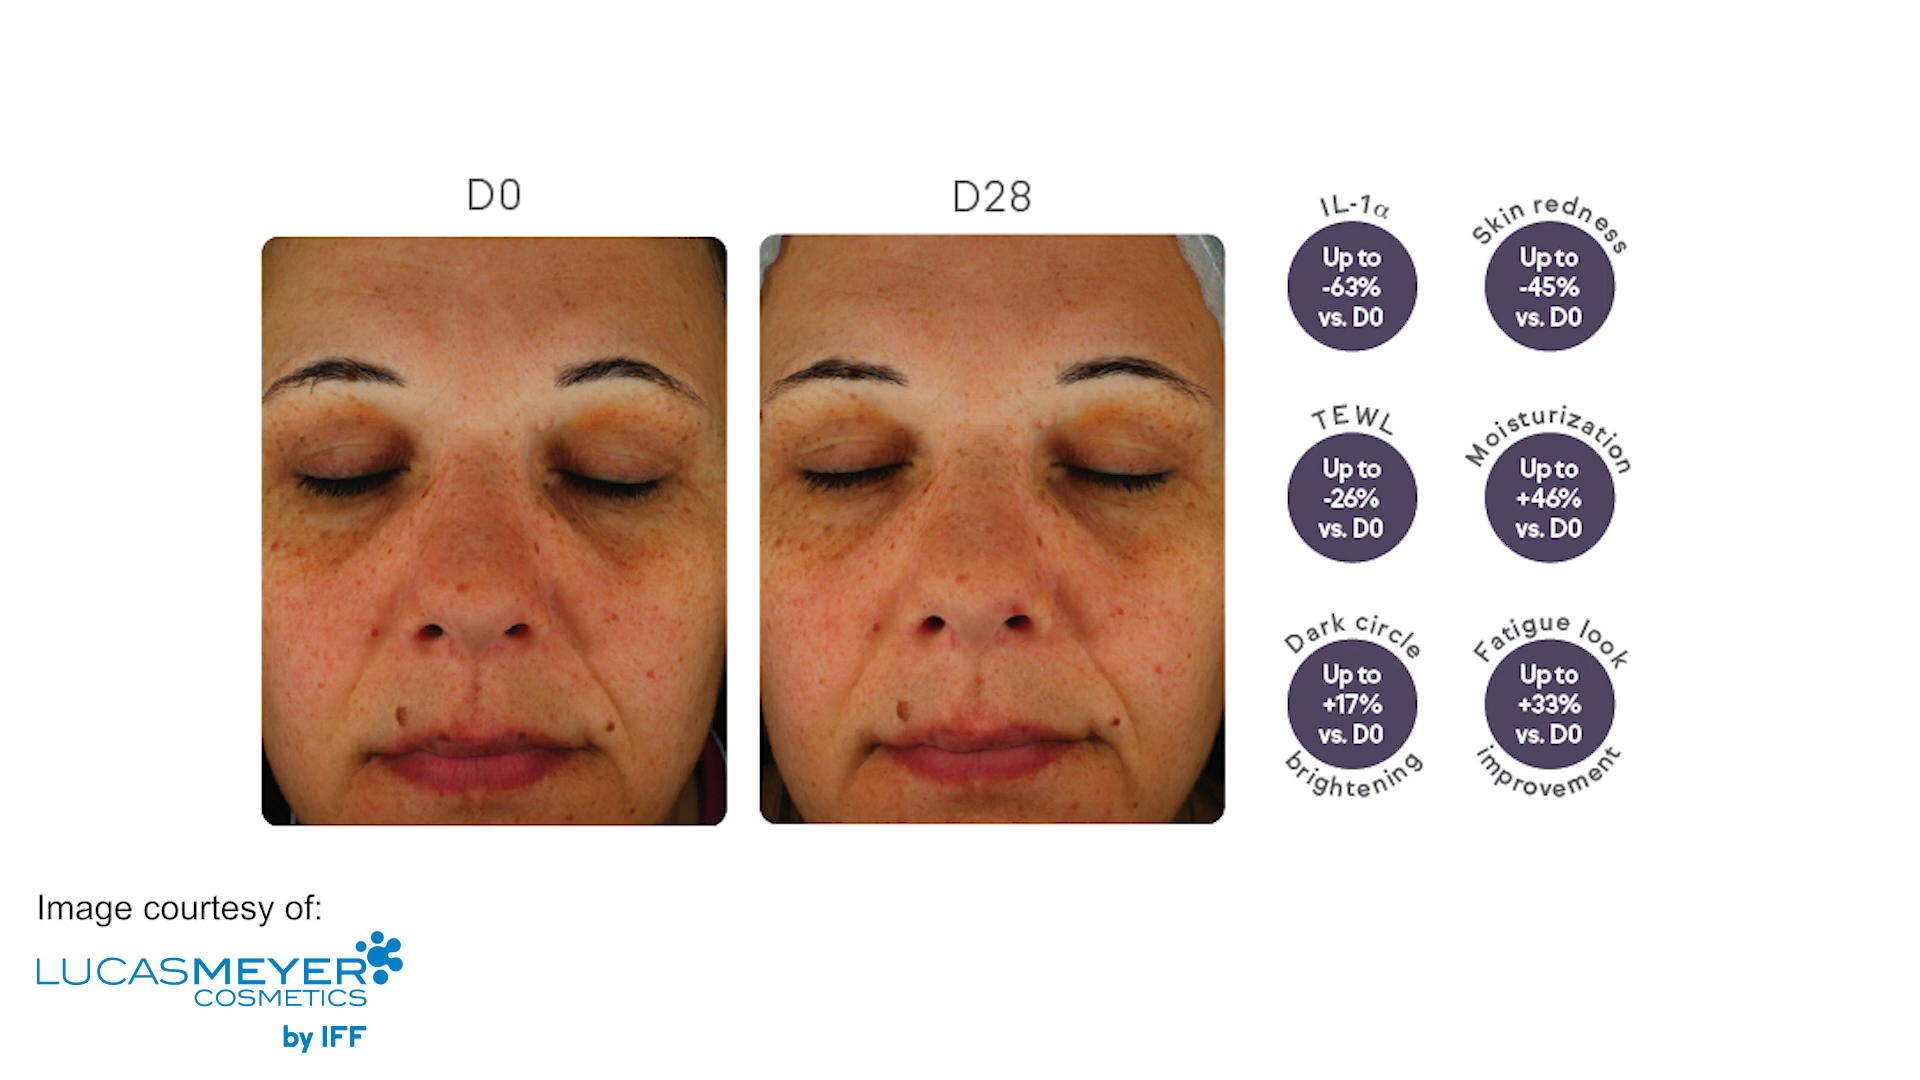 D0
D28
IL-1α
Up to
-63%
vs. D0
Skin redness
Up to
-45%
vs. D0
TEWL
Up to
-26%
vs. D0
Moisturization
Up to
+46%
vs. D0
Dark circle
Up to
+17%
vs. D0
brightening
Fatigue look
Up to
+33%
vs. D0
improvement
Image courtesy of:
LUCASMEYER
COSMETICS
by IFF